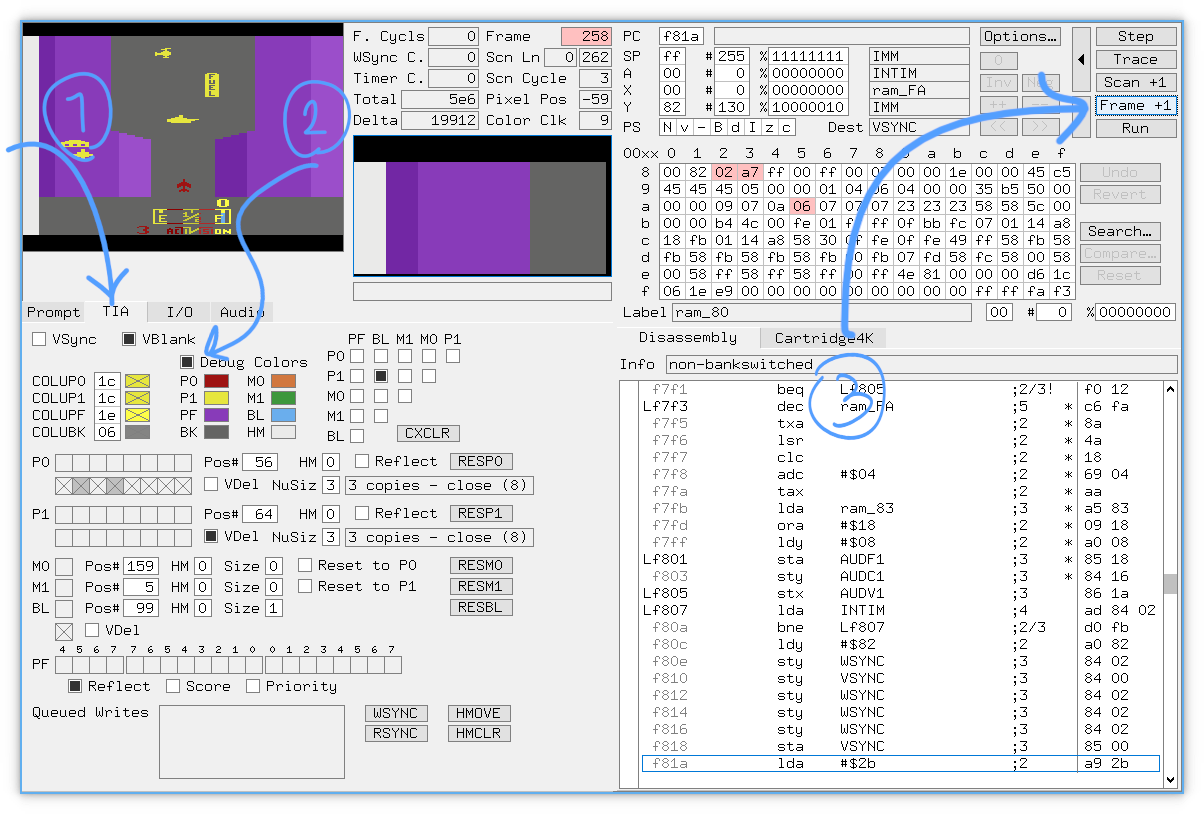 F. Cycls 0 Frame 258
WSync C. 0 Scn Ln 0 262
Timer C. 0 Scn Cycle 3
Total 5e6 Pixel Pos -59
Delta 19912 Color Clk 9
FUEL
1
2
E ½ F
0
3
PC f81a
SP ff #255 %11111111 IMM
A 00 # 0 %00000000 INTIM
X 00 # 0 %00000000 ram_FA
Y 82 #130 %10000010 IMM
PS N v - B d I z c Dest VSYNC
Options…
0
Inv
++ --
<< >>
Step
Trace
Scan +1
Frame +1
Run
00xx 0 1 2 3 4 5 6 7 8 9 a b c d e f
8 00 82 02 a7 ff 00 ff 00 00 00 1e 00 00 45 c5
9 45 45 45 05 00 00 01 04 06 04 00 00 35 b5 50 00
a 00 00 09 07 0a 06 07 07 07 23 23 23 58 58 5c 00
b 00 00 b4 4c 00 fe 01 ff ff 0f bb fc 07 01 14 a8
c 18 fb 01 14 a8 58 30 0f fe 0f fe 49 ff 58 fb 58
d fb 58 fb 58 fb 58 fb 00 fb 07 fd 58 fc 58 00 58
e 00 58 ff 58 ff 58 ff 00 ff 4e 81 00 00 00 d6 1c
f 06 1e e9 00 00 00 00 00 00 00 00 00 ff ff fa f3
Undo
Revert
Search…
Compare…
Reset
Label ram_80 00 # 0 %00000000
Prompt TIA I/O Audio
VSync VBlank
Debug Colors
COLUP0 1c P0 M0
COLUP1 1c P1 M1
COLUPF 1e PF BL
COLUBK 06 BK HM
PF BL M1 M0 P1
P0
P1
M0
M1
BL CXCLR
P0 Pos# 56 HM 0 Reflect RESP0
VDel NuSiz 3 3 copies - close (8)
P1 Pos# 64 HM 0 Reflect RESP1
VDel NuSiz 3 3 copies - close (8)
M0 Pos# 159 HM 0 Size 0 Reset to P0 RESM0
M1 Pos# 5 HM 0 Size 0 Reset to P1 RESM1
BL Pos# 99 HM 0 Size 1 RESBL
VDel
4 5 6 7 7 6 5 4 3 2 1 0 0 1 2 3 4 5 6 7
PF
Reflect Score Priority
Queued Writes
WSYNC HMOVE
RSYNC HMCLR
Disassembly Cartridge4K
Info non-bankswitched
3
f7f1 beq Lf805 ;2/3! f0 12
Lf7f3 dec ram_FA ;5 * c6 fa
f7f5 txa ;2 * 8a
f7f6 lsr ;2 * 4a
f7f7 clc ;2 * 18
f7f8 adc #$04 ;2 * 69 04
f7fa tax ;2 * aa
f7fb lda ram_83 ;3 * a5 83
f7fd ora #$18 ;2 * 09 18
f7ff ldy #$08 ;2 * a0 08
Lf801 sta AUDF1 ;3 * 85 18
f803 sty AUDC1 ;3 * 84 16
Lf805 stx AUDV1 ;3 86 1a
Lf807 lda INTIM ;4 ad 84 02
f80a bne Lf807 ;2/3 d0 fb
f80c ldy #$82 ;2 a0 82
f80e sty WSYNC ;3 84 02
f810 sty VSYNC ;3 84 00
f812 sty WSYNC ;3 84 02
f814 sty WSYNC ;3 84 02
f816 sty WSYNC ;3 84 02
f818 sta VSYNC ;3 85 00
f81a lda #$2b ;2 a9 2b